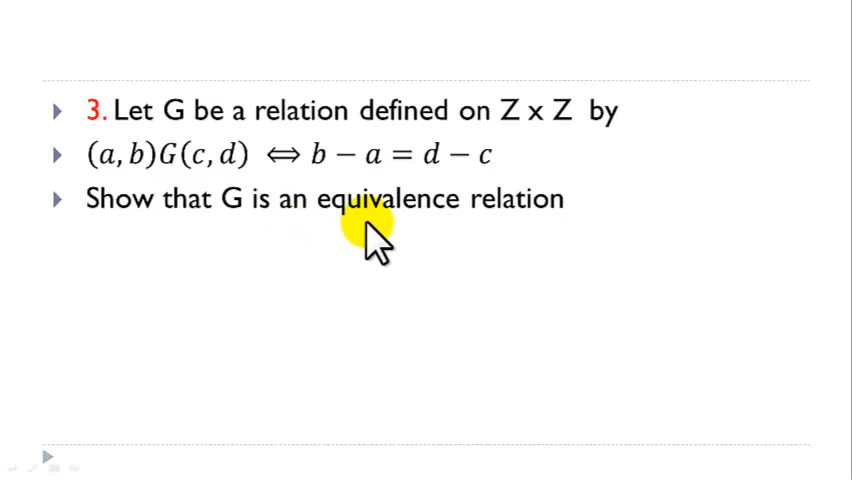 3. Let G be a relation defined on Z x Z by
(a, b)G(c, d) ⟺ b − a = d − c
Show that G is an equivalence relation